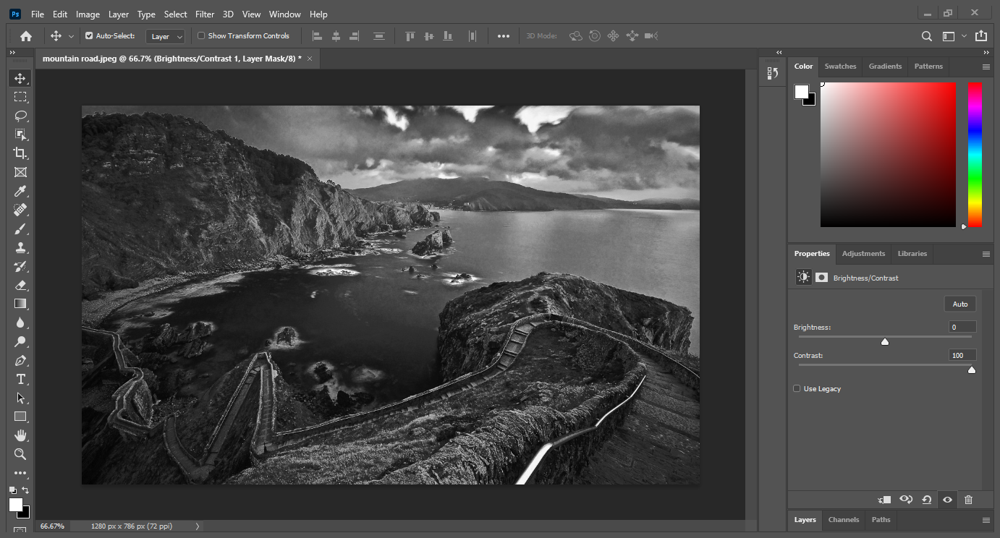 Ps File Edit Image Layer Type Select Filter 3D View Window Help
Auto-Select: Layer Show Transform Controls 3D Mode:
mountain road.jpeg @ 66.7% (Brightness/Contrast 1, Layer Mask/8) * ×
Color Swatches Gradients Patterns
Properties Adjustments Libraries
Brightness/Contrast
Auto
Brightness: 0
Contrast: 100
Use Legacy
T
66.67% 1280 px x 786 px (72 ppi)
Layers Channels Paths